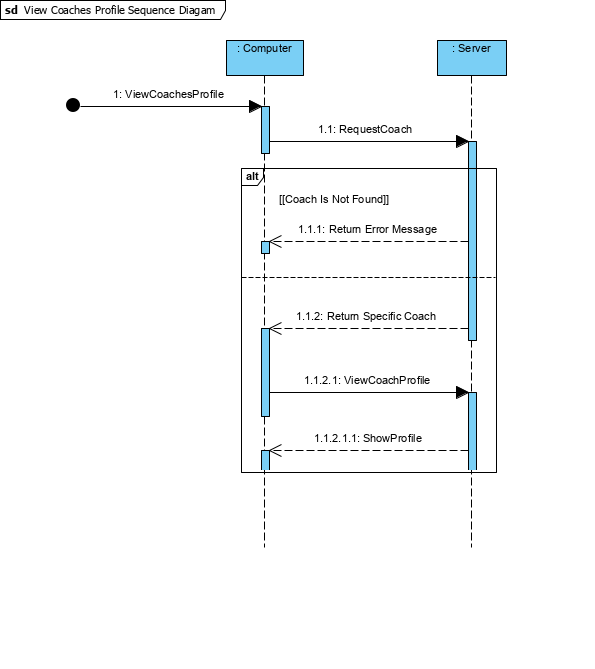 sd View Coaches Profile Sequence Diagam
: Computer
: Server
1: ViewCoachesProfile
1.1: RequestCoach
alt
[[Coach Is Not Found]]
1.1.1: Return Error Message
1.1.2: Return Specific Coach
1.1.2.1: ViewCoachProfile
1.1.2.1.1: ShowProfile